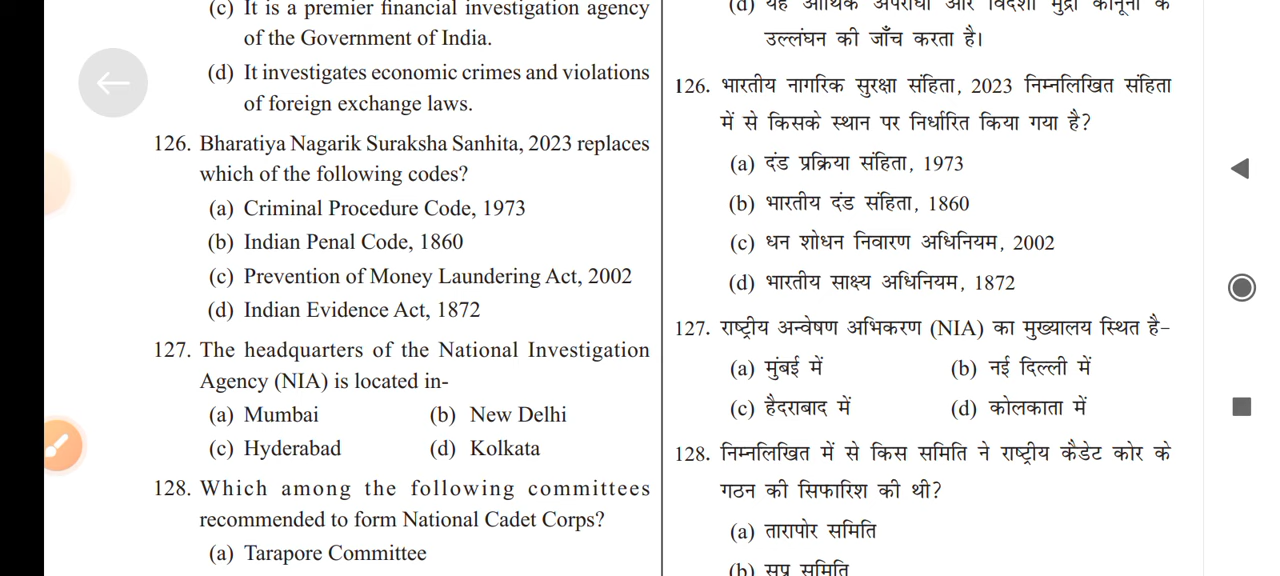 (c) It is a premier financial investigation agency
of the Government of India.
(d) It investigates economic crimes and violations
of foreign exchange laws.
126. Bharatiya Nagarik Suraksha Sanhita, 2023 replaces
which of the following codes?
(a) Criminal Procedure Code, 1973
(b) Indian Penal Code, 1860
(c) Prevention of Money Laundering Act, 2002
(d) Indian Evidence Act, 1872
127. The headquarters of the National Investigation
Agency (NIA) is located in-
(a) Mumbai (b) New Delhi
(c) Hyderabad (d) Kolkata
128. Which among the following committees
recommended to form National Cadet Corps?
(a) Tarapore Committee
(d) यह आर्थिक अपराधों और विदेशी मुद्रा कानूनों के
उल्लंघन की जाँच करता है।
126. भारतीय नागरिक सुरक्षा संहिता, 2023 निम्नलिखित संहिता
में से किसके स्थान पर निर्धारित किया गया है?
(a) दंड प्रक्रिया संहिता, 1973
(b) भारतीय दंड संहिता, 1860
(c) धन शोधन निवारण अधिनियम, 2002
(d) भारतीय साक्ष्य अधिनियम, 1872
127. राष्ट्रीय अन्वेषण अभिकरण (NIA) का मुख्यालय स्थित है-
(a) मुंबई में (b) नई दिल्ली में
(c) हैदराबाद में (d) कोलकाता में
128. निम्नलिखित में से किस समिति ने राष्ट्रीय कैडेट कोर के
गठन की सिफारिश की थी?
(a) तारापोर समिति
(b) सप्रू समिति